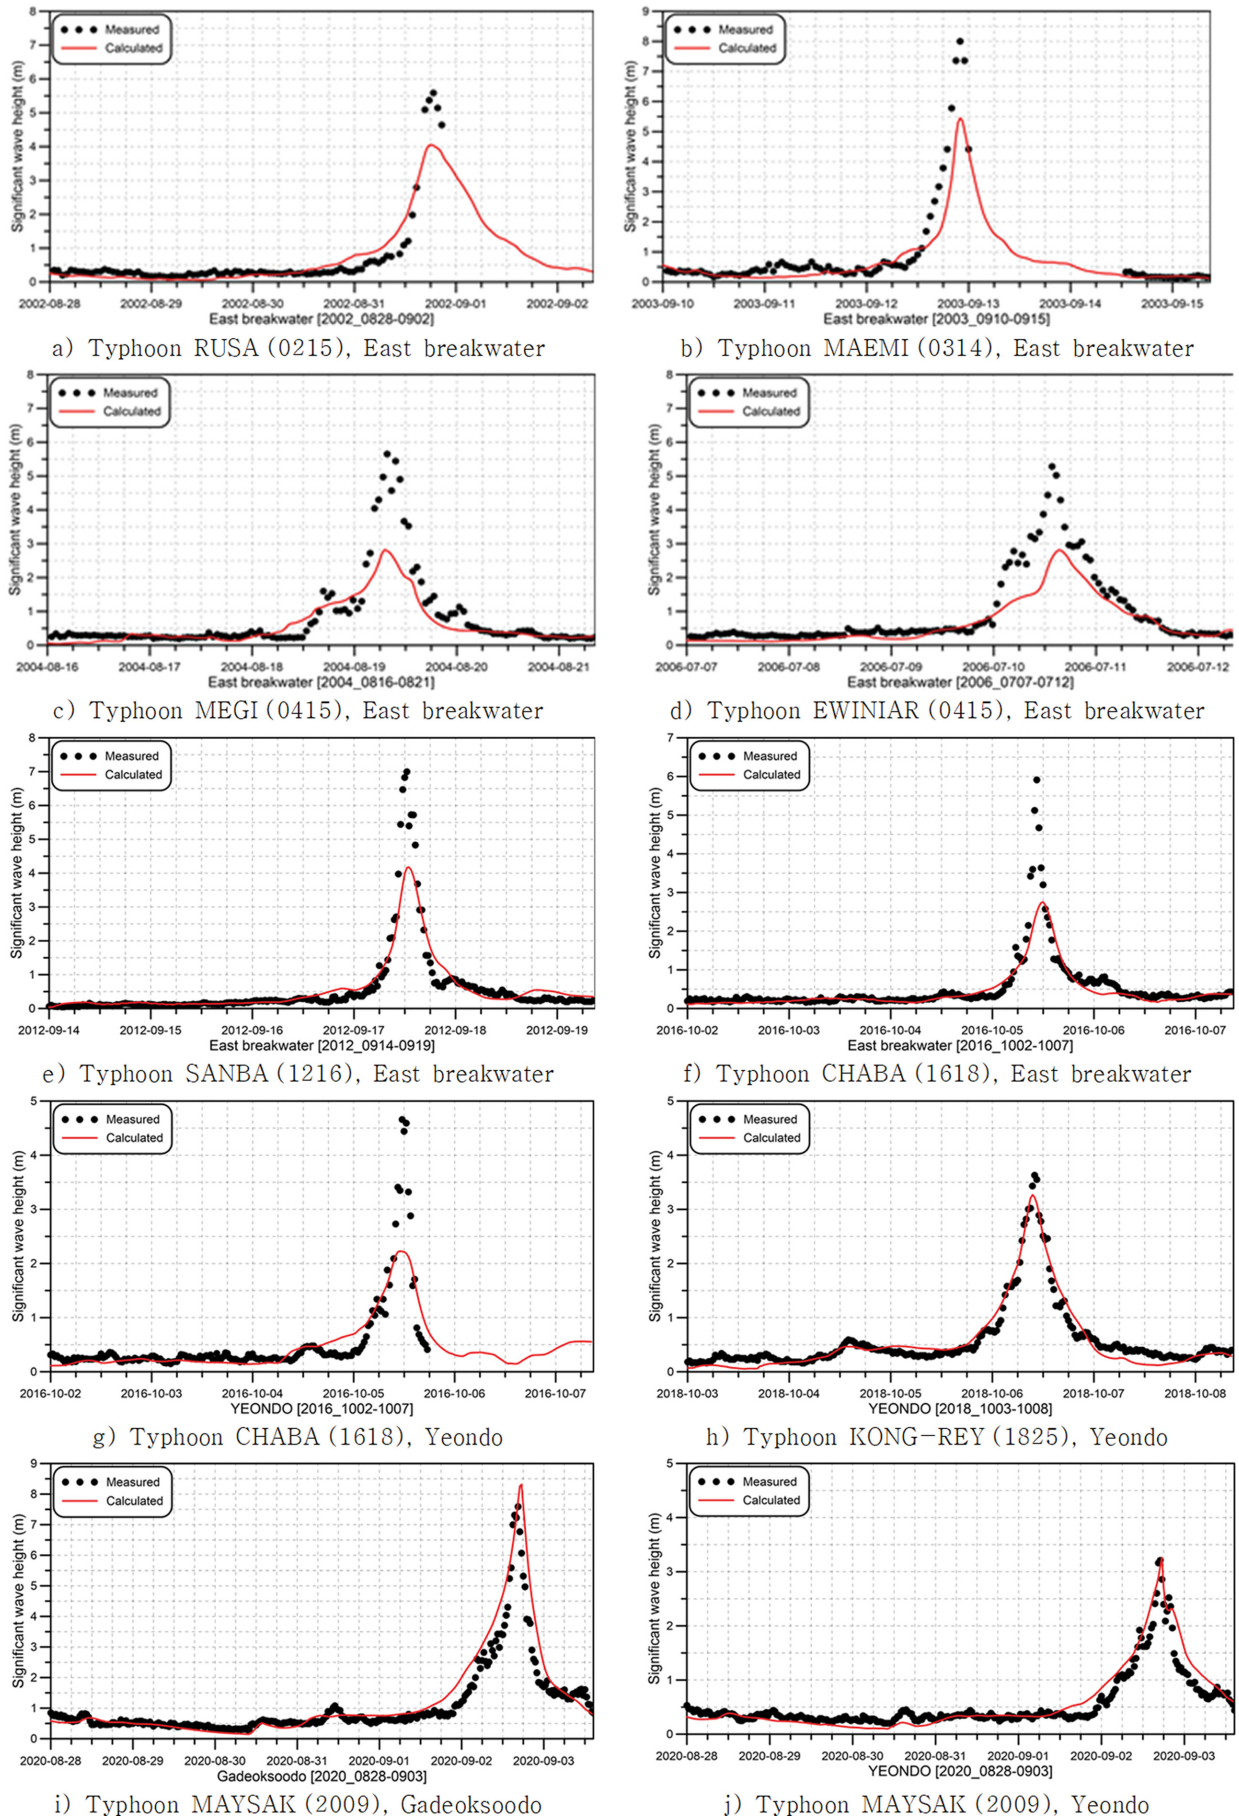 8
7
6
5
4
3
2
1
0
Significant wave height (m)
Measured
Calculated
2002-08-28 2002-08-29 2002-08-30 2002-08-31 2002-09-01 2002-09-02
East breakwater [2002_0828-0902]
a) Typhoon RUSA (0215), East breakwater
9
8
7
6
5
4
3
2
1
0
Significant wave height (m)
Measured
Calculated
2003-09-10 2003-09-11 2003-09-12 2003-09-13 2003-09-14 2003-09-15
East breakwater [2003_0910-0915]
b) Typhoon MAEMI (0314), East breakwater
8
7
6
5
4
3
2
1
0
Significant wave height (m)
Measured
Calculated
2004-08-16 2004-08-17 2004-08-18 2004-08-19 2004-08-20 2004-08-21
East breakwater [2004_0816-0821]
c) Typhoon MEGI (0415), East breakwater
8
7
6
5
4
3
2
1
0
Significant wave height (m)
Measured
Calculated
2006-07-07 2006-07-08 2006-07-09 2006-07-10 2006-07-11 2006-07-12
East breakwater [2006_0707-0712]
d) Typhoon EWINIAR (0415), East breakwater
8
7
6
5
4
3
2
1
0
Significant wave height (m)
Measured
Calculated
2012-09-14 2012-09-15 2012-09-16 2012-09-17 2012-09-18 2012-09-19
East breakwater [2012_0914-0919]
e) Typhoon SANBA (1216), East breakwater
7
6
5
4
3
2
1
0
Significant wave height (m)
Measured
Calculated
2016-10-02 2016-10-03 2016-10-04 2016-10-05 2016-10-06 2016-10-07
East breakwater [2016_1002-1007]
f) Typhoon CHABA (1618), East breakwater
5
4
3
2
1
0
Significant wave height (m)
Measured
Calculated
2016-10-02 2016-10-03 2016-10-04 2016-10-05 2016-10-06 2016-10-07
YEONDO [2016_1002-1007]
g) Typhoon CHABA (1618), Yeondo
5
4
3
2
1
0
Significant wave height (m)
Measured
Calculated
2018-10-03 2018-10-04 2018-10-05 2018-10-06 2018-10-07 2018-10-08
YEONDO [2018_1003-1008]
h) Typhoon KONG-REY (1825), Yeondo
9
8
7
6
5
4
3
2
1
0
Significant wave height (m)
Measured
Calculated
2020-08-28 2020-08-29 2020-08-30 2020-08-31 2020-09-01 2020-09-02 2020-09-03
Gadeoksoodo [2020_0828-0903]
i) Typhoon MAYSAK (2009), Gadeoksoodo
5
4
3
2
1
0
Significant wave height (m)
Measured
Calculated
2020-08-28 2020-08-29 2020-08-30 2020-08-31 2020-09-01 2020-09-02 2020-09-03
YEONDO [2020_0828-0903]
j) Typhoon MAYSAK (2009), Yeondo